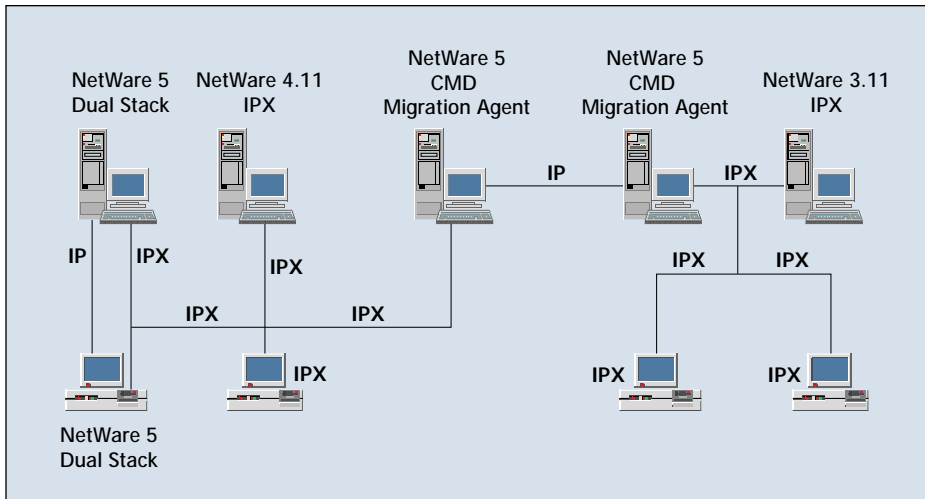 NetWare 5
Dual Stack
NetWare 4.11
IPX
NetWare 5
CMD
Migration Agent
NetWare 5
CMD
Migration Agent
NetWare 3.11
IPX
IP
IPX
IP
IPX
IPX
IPX
IPX
IPX
IPX
IPX
IPX
IPX
NetWare 5
Dual Stack